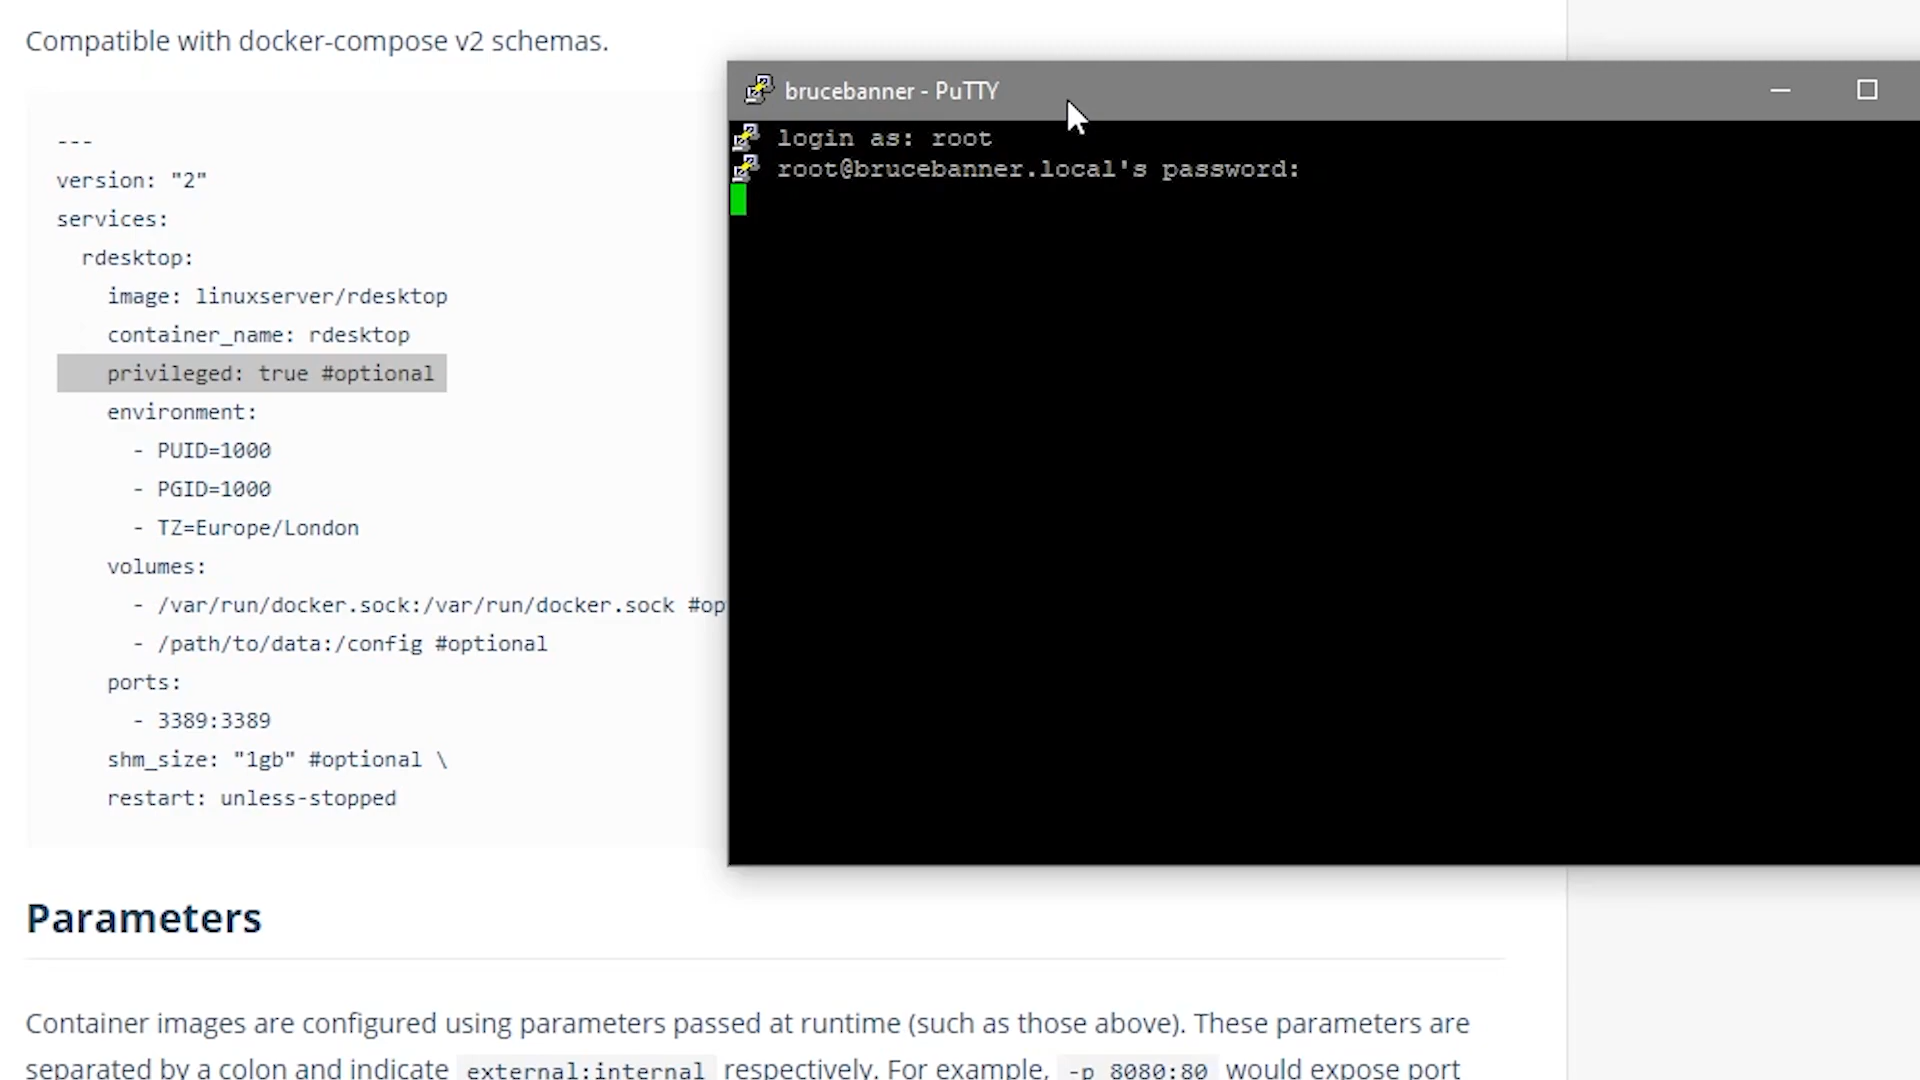 Compatible with docker-compose v2 schemas.
---
version: "2"
services:
rdesktop:
image: linuxserver/rdesktop
container_name: rdesktop
privileged: true #optional
environment:
- PUID=1000
- PGID=1000
- TZ=Europe/London
volumes:
- /var/run/docker.sock:/var/run/docker.sock #op
- /path/to/data:/config #optional
ports:
- 3389:3389
shm_size: "1gb" #optional \
restart: unless-stopped
brucebanner - PuTTY
login as: root
root@brucebanner.local's password:
Parameters
Container images are configured using parameters passed at runtime (such as those above). These parameters are
separated by a colon and indicate external:internal respectively. For example, -p 8080:80 would expose port